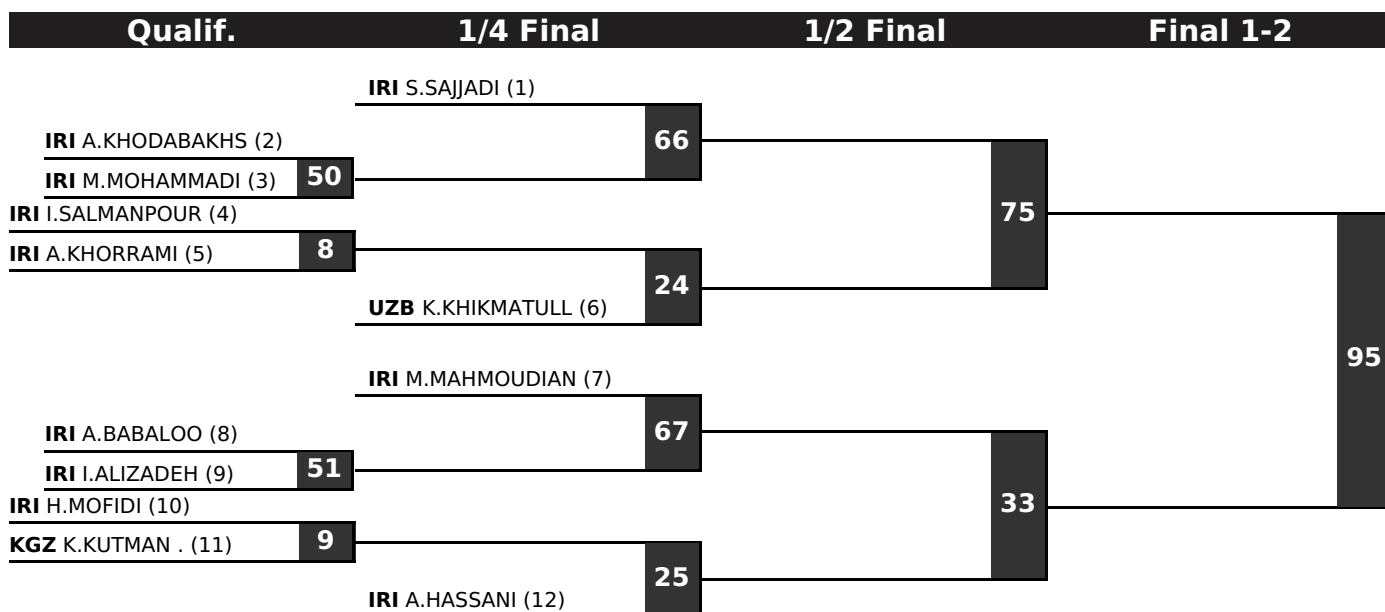 Qualif. 1/4 Final 1/2 Final Final 1-2
IRI S.SAJJADI (1)
66
IRI A.KHODABAKHS (2)
50
IRI M.MOHAMMADI (3)
75
IRI I.SALMANPOUR (4)
8
IRI A.KHORRAMI (5)
24
UZB K.KHIKMATULL (6)
95
IRI M.MAHMOUDIAN (7)
67
IRI A.BABALOO (8)
51
IRI I.ALIZADEH (9)
33
IRI H.MOFIDI (10)
9
KGZ K.KUTMAN . (11)
25
IRI A.HASSANI (12)